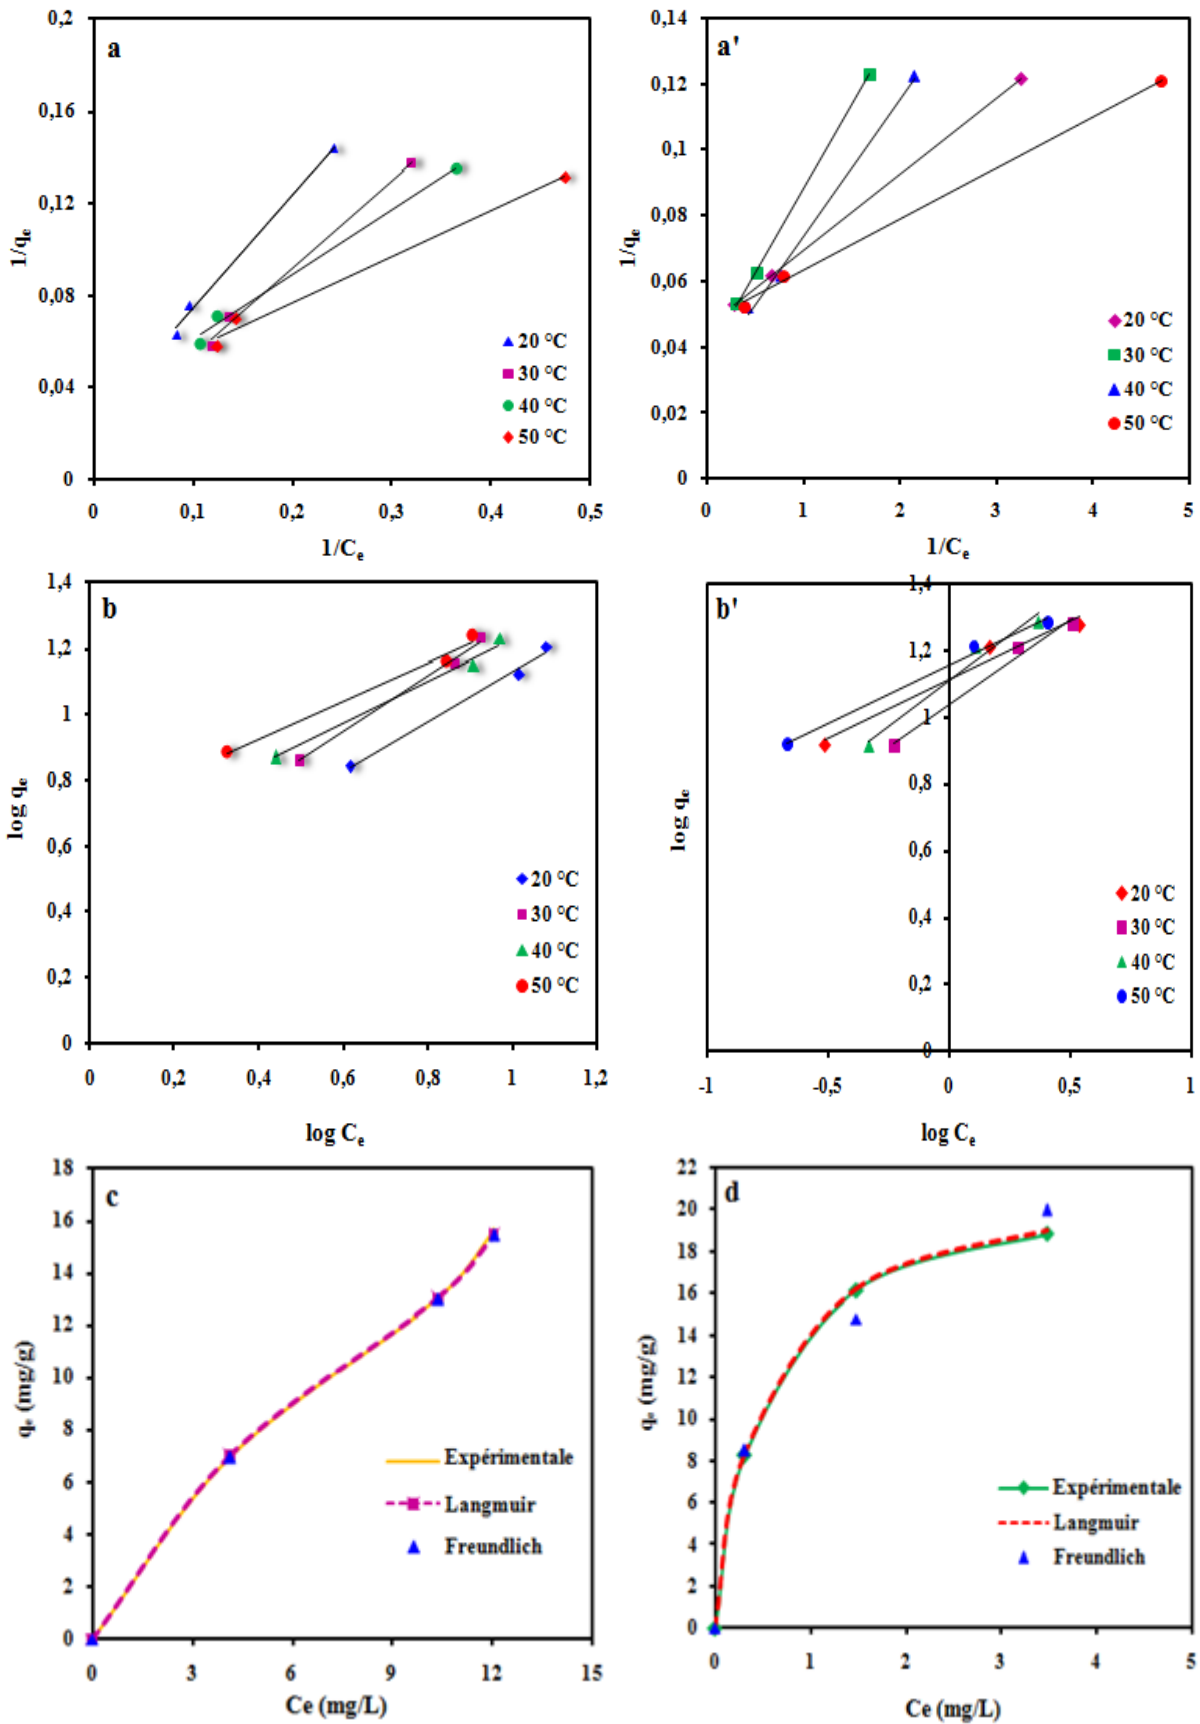 a
0,2
0,16
0,12
0,08
0,04
0
1/qₑ
0
0,1
0,2
0,3
0,4
0,5
1/Cₑ
20 °C
30 °C
40 °C
50 °C
a'
0,14
0,12
0,1
0,08
0,06
0,04
0,02
0
1/qₑ
0
1
2
3
4
5
1/Cₑ
20 °C
30 °C
40 °C
50 °C
b
1,4
1,2
1
0,8
0,6
0,4
0,2
0
log qₑ
0
0,2
0,4
0,6
0,8
1
1,2
log Cₑ
20 °C
30 °C
40 °C
50 °C
b'
1,4
1,2
1
0,8
0,6
0,4
0,2
0
log qₑ
-1
-0,5
0
0,5
1
log Cₑ
20 °C
30 °C
40 °C
50 °C
c
18
16
14
12
10
8
6
4
2
0
qₑ (mg/g)
0
3
6
9
12
15
Ce (mg/L)
Expérimentale
Langmuir
Freundlich
d
22
20
18
16
14
12
10
8
6
4
2
0
qₑ (mg/g)
0
1
2
3
4
5
Ce (mg/L)
Expérimentale
Langmuir
Freundlich